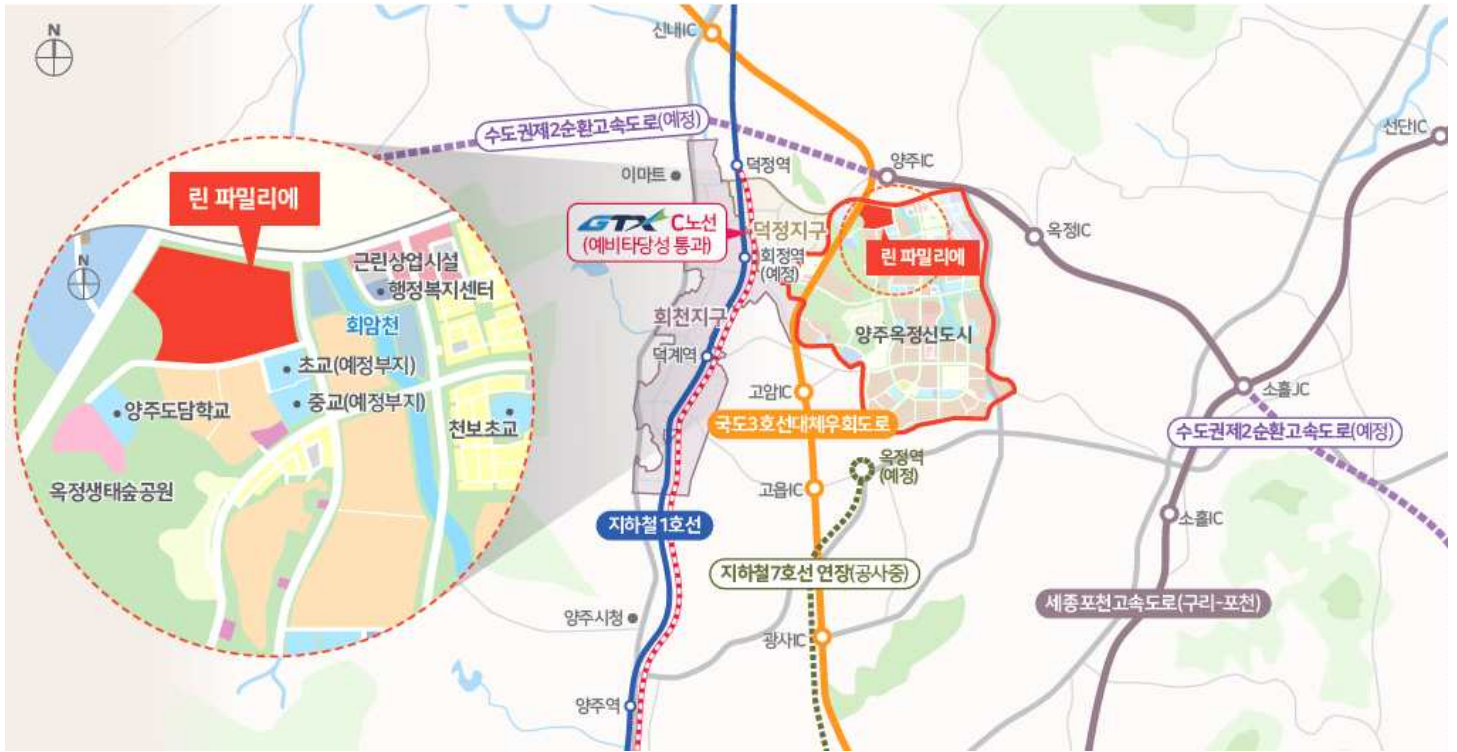 N
신내IC
수도권제2순환고속도로(예정)
선단IC
이마트
덕정역
양주IC
린 파밀리에
GTX C노선
(예비타당성 통과)
덕정지구
옥정IC
회정역
(예정)
린 파밀리에
N
근린상업시설
행정복지센터
회암천
회천지구
양주옥정신도시
초교(예정부지)
덕계역
양주도담학교
중교(예정부지)
고암IC
소흘JC
천보초교
국도3호선대체우회도로
수도권제2순환고속도로(예정)
옥정생태숲공원
옥정역
(예정)
고읍IC
지하철 1호선
소흘IC
지하철7호선 연장(공사중)
세종포천고속도로(구리-포천)
양주시청
광사IC
양주역